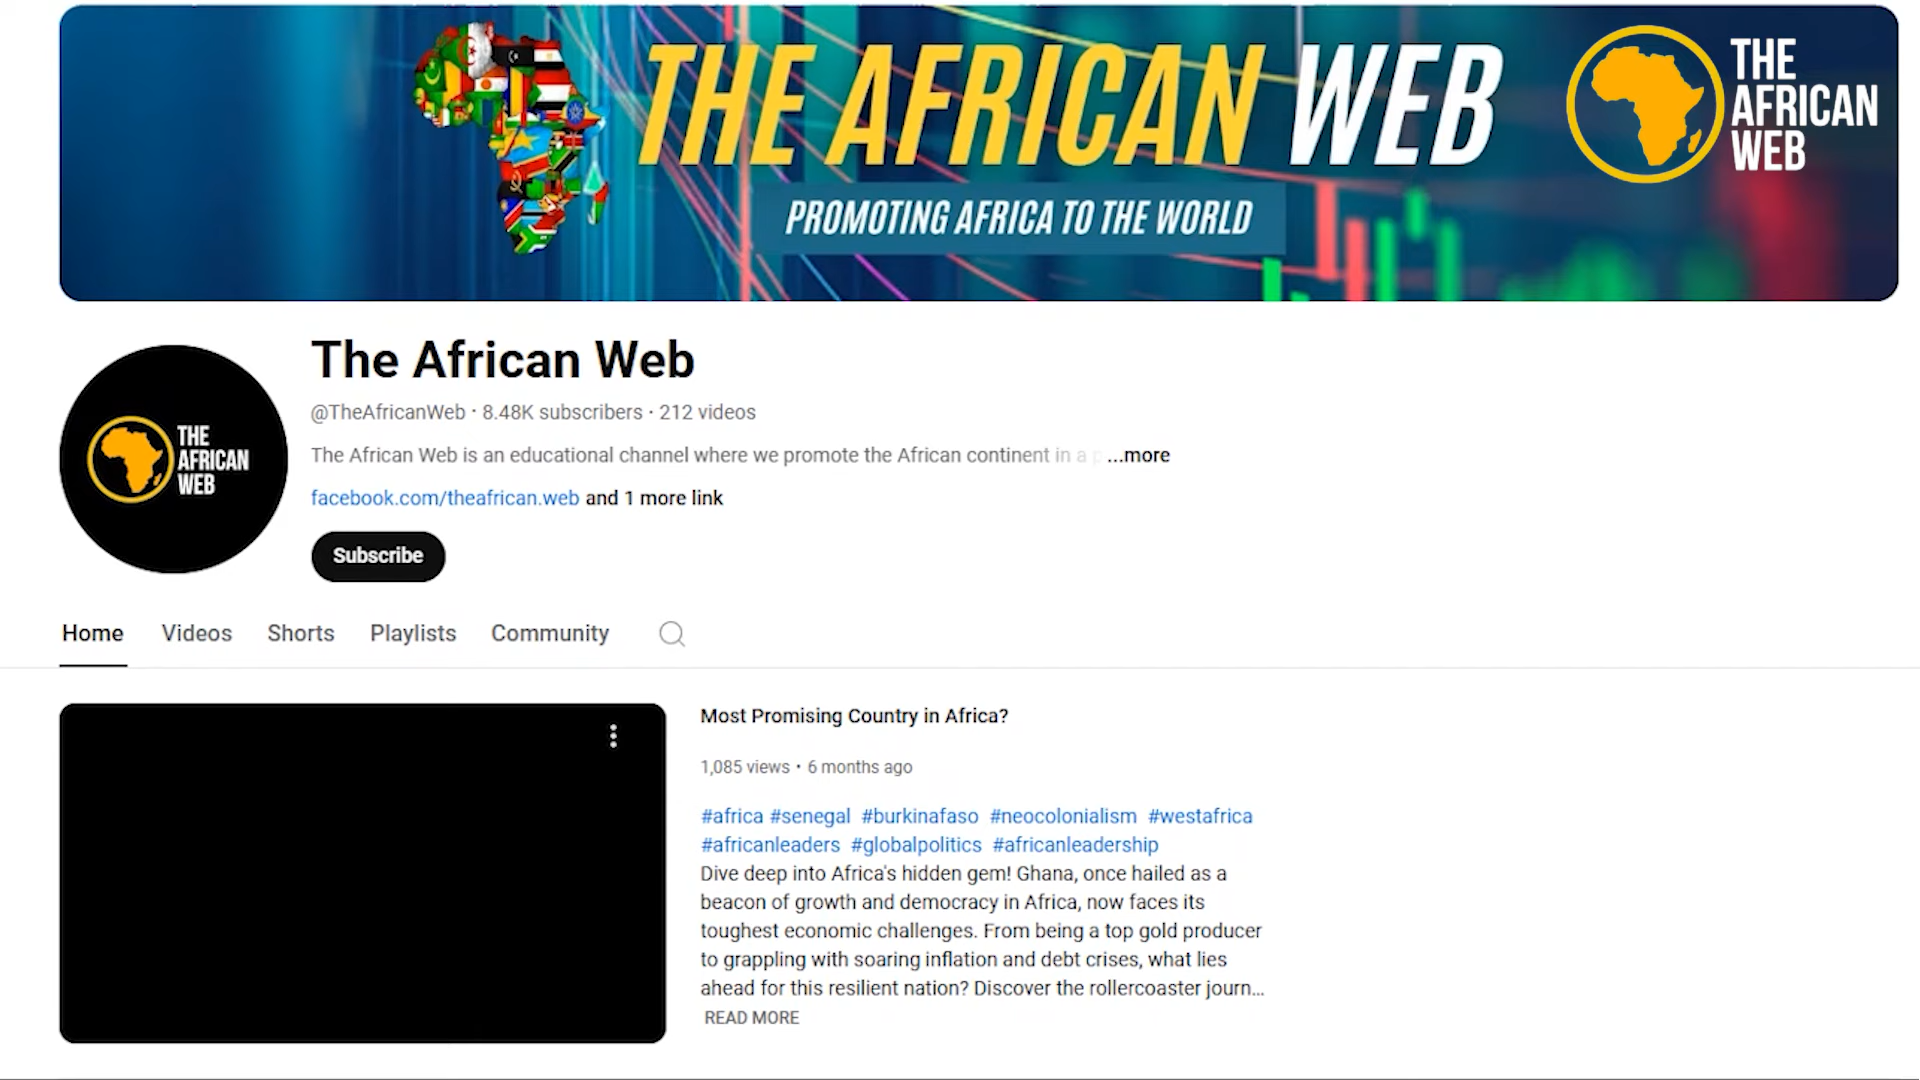 THE AFRICAN WEB
PROMOTING AFRICA TO THE WORLD
THE
AFRICAN
WEB
THE
AFRICAN
WEB
The African Web
@TheAfricanWeb · 8.48K subscribers · 212 videos
The African Web is an educational channel where we promote the African continent in a p ...more
facebook.com/theafrican.web and 1 more link
Subscribe
Home Videos Shorts Playlists Community
Most Promising Country in Africa?
1,085 views • 6 months ago
#africa #senegal #burkinafaso #neocolonialism #westafrica
#africanleaders #globalpolitics #africanleadership
Dive deep into Africa's hidden gem! Ghana, once hailed as a
beacon of growth and democracy in Africa, now faces its
toughest economic challenges. From being a top gold producer
to grappling with soaring inflation and debt crises, what lies
ahead for this resilient nation? Discover the rollercoaster journ...
READ MORE